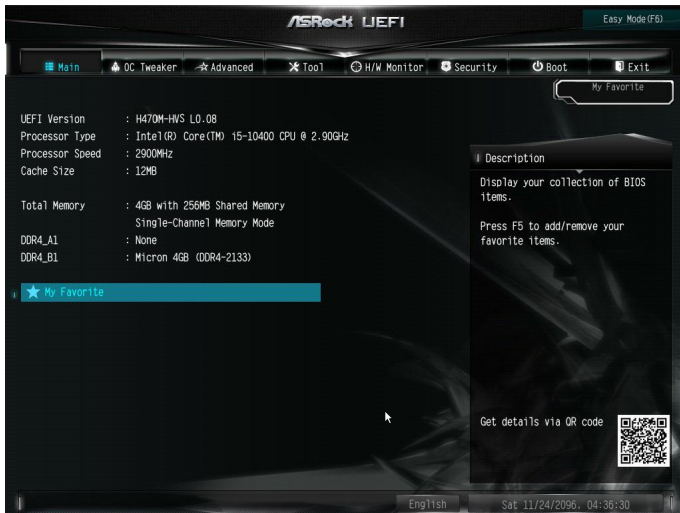 ASRock UEFI
Easy Mode(F6)
Main OC Tweaker Advanced Tool H/W Monitor Security Boot Exit
My Favorite
UEFI Version : H470M-HVS L0.08
Processor Type : Intel(R) Core(TM) i5-10400 CPU @ 2.90GHz
Processor Speed : 2900MHz
Cache Size : 12MB
Total Memory : 4GB with 256MB Shared Memory
Single-Channel Memory Mode
DDR4_A1 : None
DDR4_B1 : Micron 4GB (DDR4-2133)
My Favorite
Description
Display your collection of BIOS
items.
Press F5 to add/remove your
favorite items.
Get details via QR code
English
Sat 11/24/2096. 04:36:30